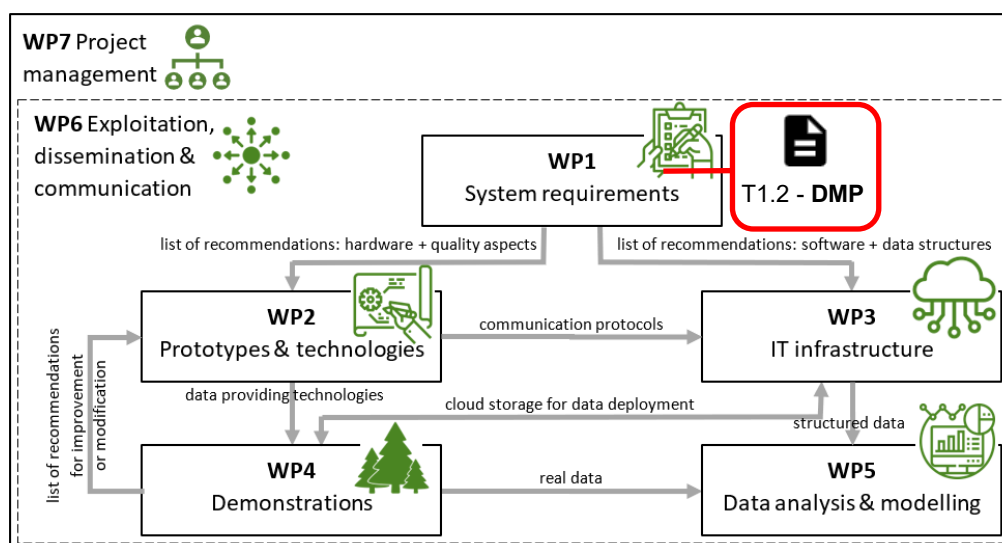 WP7 Project
management
WP6 Exploitation,
dissemination &
communication
WP1
System requirements
T1.2 - DMP
list of recommendations: hardware + quality aspects
list of recommendations: software + data structures
WP2
Prototypes & technologies
communication protocols
WP3
IT infrastructure
list of recommendations
for improvement
or modification
data providing technologies
cloud storage for data deployment
structured data
WP4
Demonstrations
real data
WP5
Data analysis & modelling